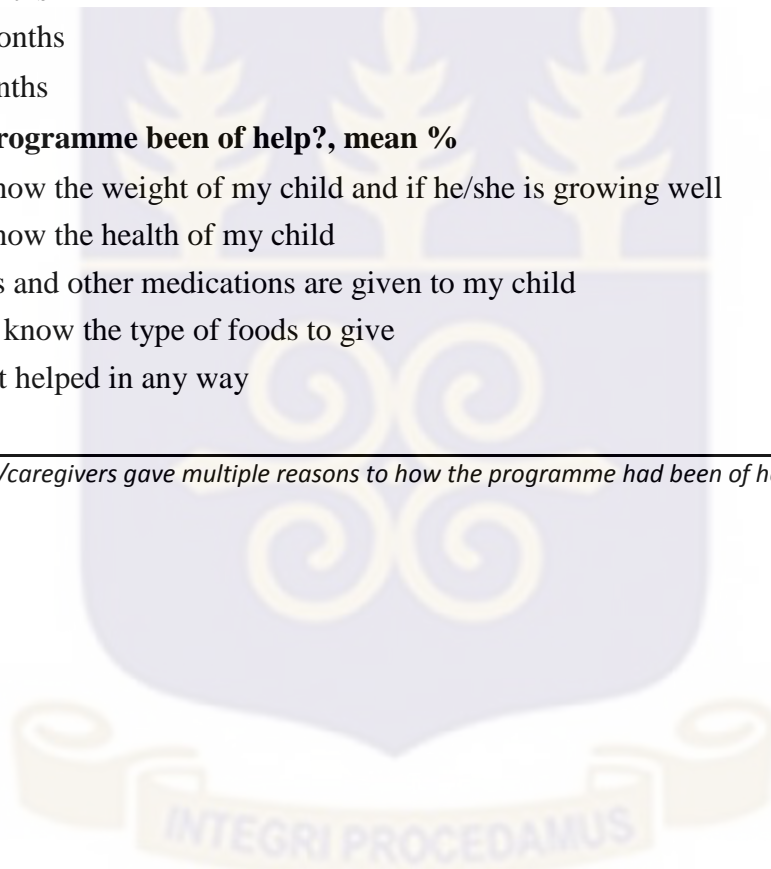 onths
nths
rogramme been of help?, mean %
now the weight of my child and if he/she is growing well
now the health of my child
s and other medications are given to my child
know the type of foods to give
t helped in any way
/caregivers gave multiple reasons to how the programme had been of h
INTEGRI PROCEDAMUS